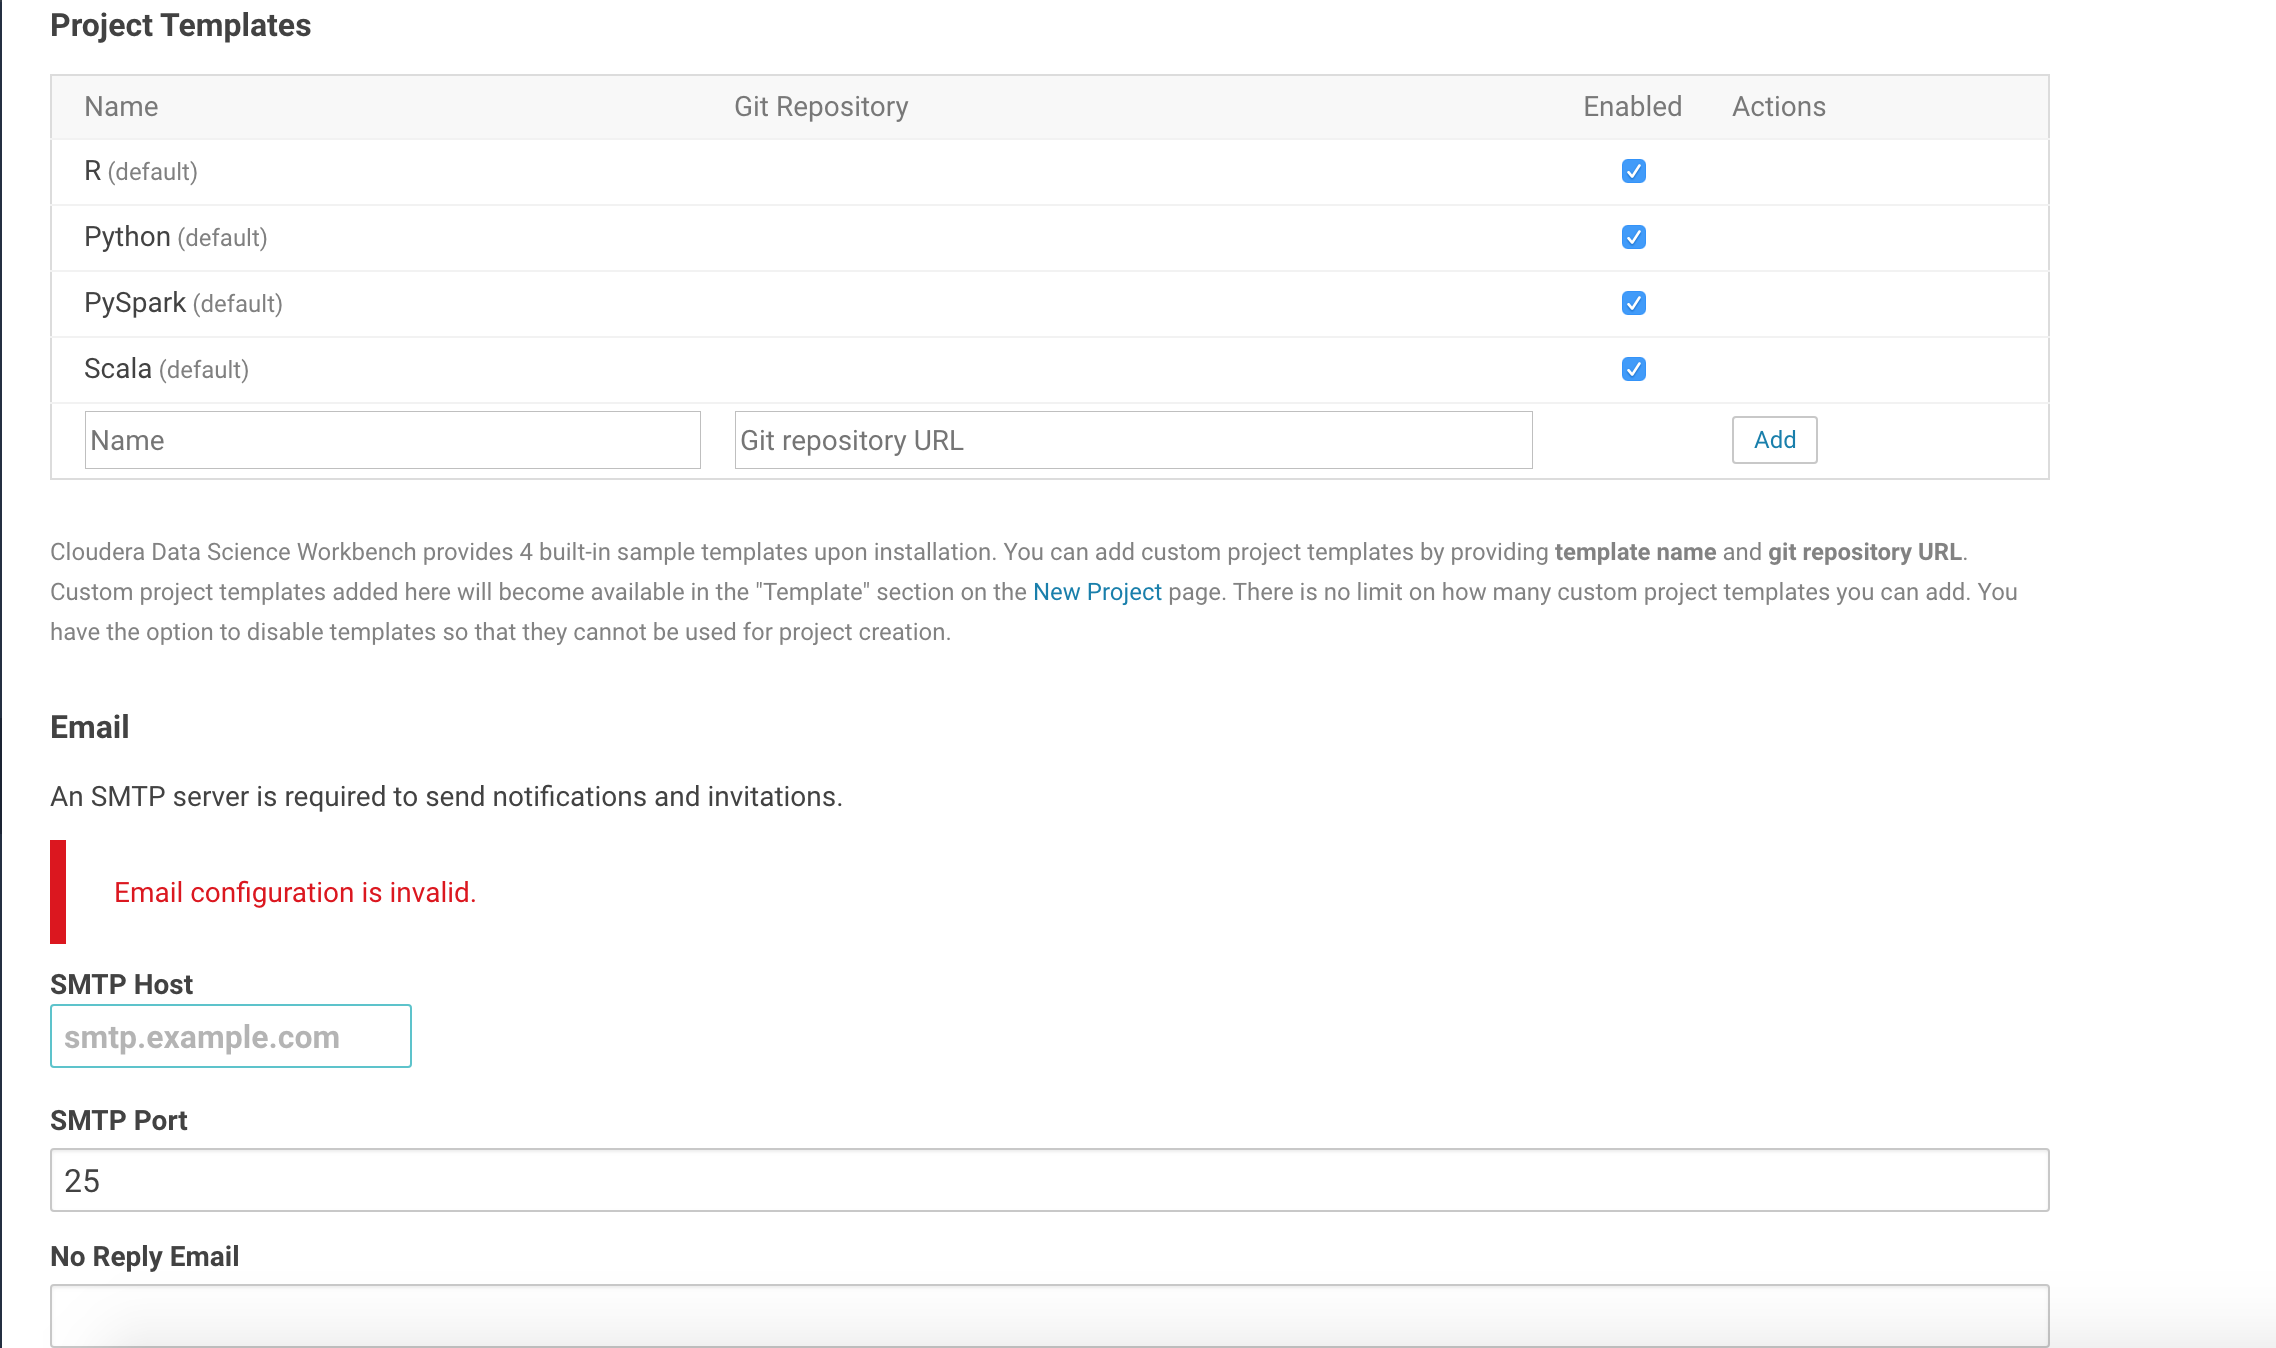 Project Templates
Name Git Repository Enabled Actions
R (default)
Python (default)
PySpark (default)
Scala (default)
Name Git repository URL Add
Cloudera Data Science Workbench provides 4 built-in sample templates upon installation. You can add custom project templates by providing template name and git repository URL.
Custom project templates added here will become available in the "Template" section on the New Project page. There is no limit on how many custom project templates you can add. You
have the option to disable templates so that they cannot be used for project creation.
Email
An SMTP server is required to send notifications and invitations.
Email configuration is invalid.
SMTP Host
smtp.example.com
SMTP Port
25
No Reply Email